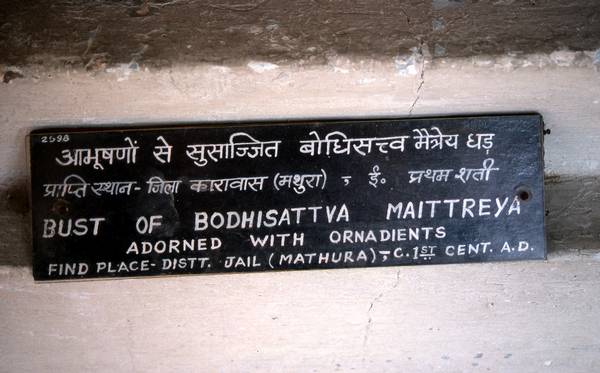 2598
आभूषणों से सुसाज्जित बोधिसत्त्व मैत्रेय धड़
प्राप्ति स्थान - जिला कारावास (मथुरा) , ई॰ प्रथम शती
BUST OF BODHISATTVA MAITTREYA
ADORNED WITH ORNADIENTS
FIND PLACE- DISTT. JAIL (MATHURA) , C. 1ST CENT. A.D.